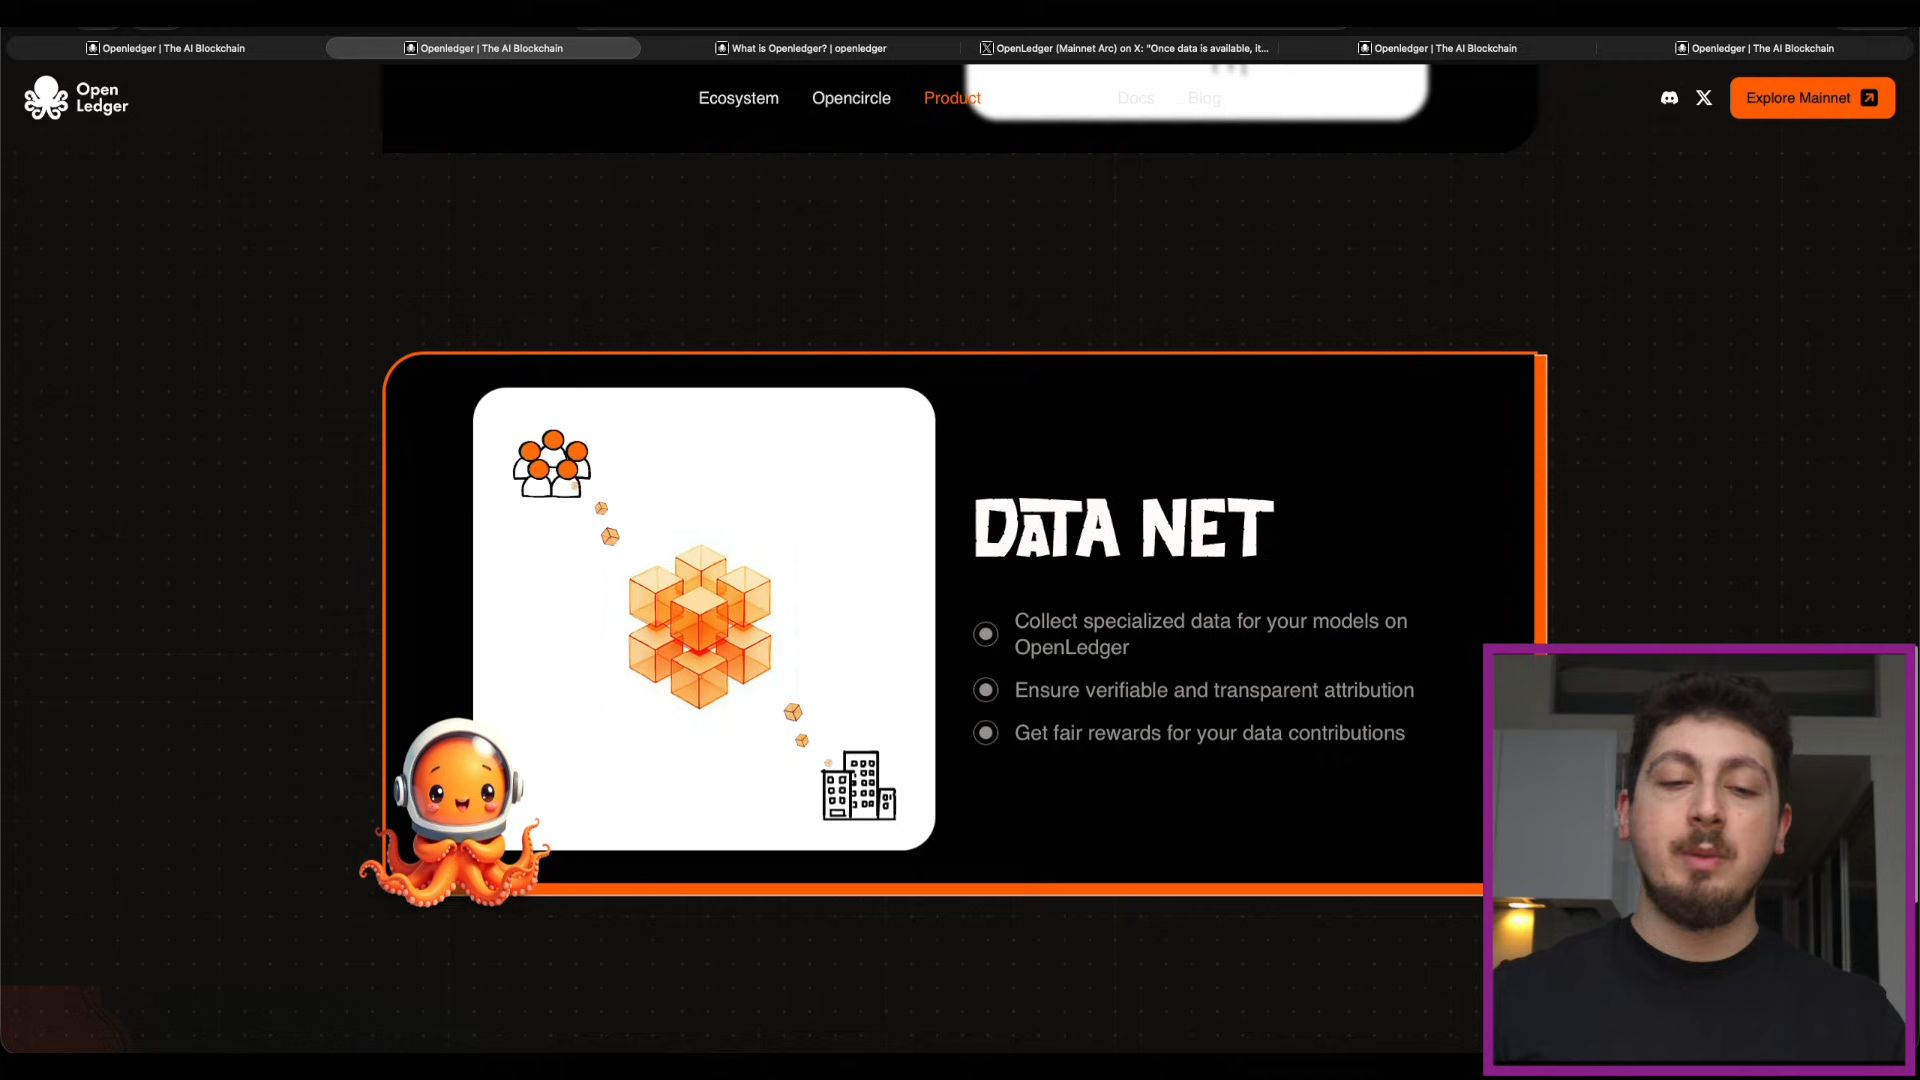 Openledger | The AI Blockchain
Openledger | The AI Blockchain
What is Openledger? | openledger
OpenLedger (Mainnet Arc) on X: "Once data is available, it...
Openledger | The AI Blockchain
Openledger | The AI Blockchain
Open
Ledger
Ecosystem
Opencircle
Product
Docs
Blog
Explore Mainnet
DATA NET
Collect specialized data for your models on
OpenLedger
Ensure verifiable and transparent attribution
Get fair rewards for your data contributions